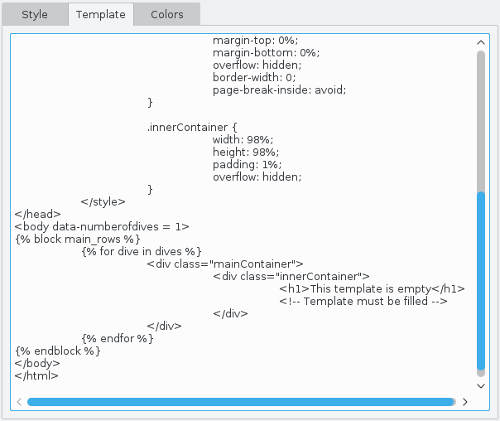 Style Template Colors
margin-top: 0%;
margin-bottom: 0%;
overflow: hidden;
border-width: 0;
page-break-inside: avoid;
}
.innerContainer {
width: 98%;
height: 98%;
padding: 1%;
overflow: hidden;
}
</style>
</head>
<body data-numberofdives = 1>
{% block main_rows %}
{% for dive in dives %}
<div class="mainContainer">
<div class="innerContainer">
<h1>This template is empty</h1>
<!-- Template must be filled -->
</div>
</div>
{% endfor %}
{% endblock %}
</body>
</html>